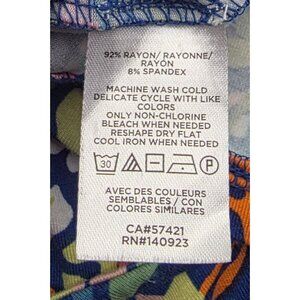 92% RAYON/ RAYONNE/
RAYON
8% SPANDEX
MACHINE WASH COLD
DELICATE CYCLE WITH LIKE
COLORS
ONLY NON-CHLORINE
BLEACH WHEN NEEDED
RESHAPE DRY FLAT
COOL IRON WHEN NEEDED
30 P
AVEC DES COULEURS
SEMBLABLES / CON
COLORES SIMILARES
CA#57421
RN#140923